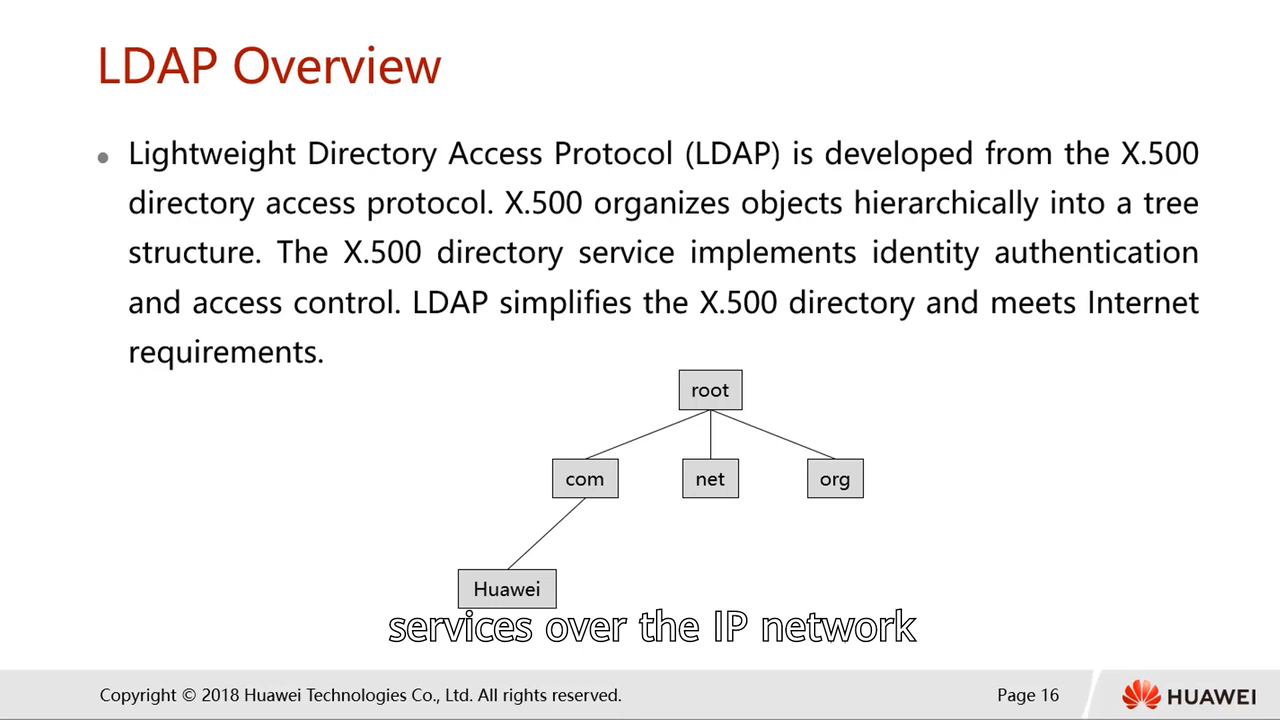 LDAP Overview
• Lightweight Directory Access Protocol (LDAP) is developed from the X.500
directory access protocol. X.500 organizes objects hierarchically into a tree
structure. The X.500 directory service implements identity authentication
and access control. LDAP simplifies the X.500 directory and meets Internet
requirements.
root
com net org
Huawei
services over the IP network
Copyright © 2018 Huawei Technologies Co., Ltd. All rights reserved.
Page 16
HUAWEI